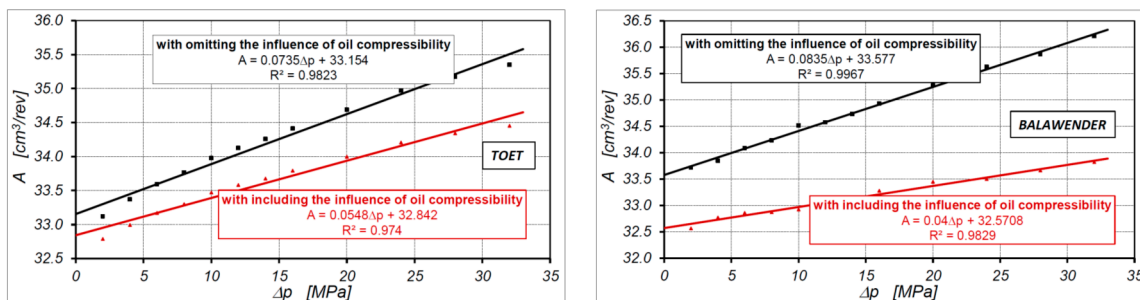 36.0
35.5
35.0
34.5
34.0
33.5
33.0
32.5
A [cm³/rev]
with omitting the influence of oil compressibility
A = 0.0735Δp + 33.154
R² = 0.9823
TOET
with including the influence of oil compressibility
A = 0.0548Δp + 32.842
R² = 0.974
0 5 10 15 20 25 30 35
Δp [MPa]
36.5
36.0
35.5
35.0
34.5
34.0
33.5
33.0
32.5
32.0
A [cm³/rev]
with omitting the influence of oil compressibility
A = 0.0835Δp + 33.577
R² = 0.9967
BALAWENDER
with including the influence of oil compressibility
A = 0.04Δp + 32.5708
R² = 0.9829
0 5 10 15 20 25 30 35
Δp [MPa]